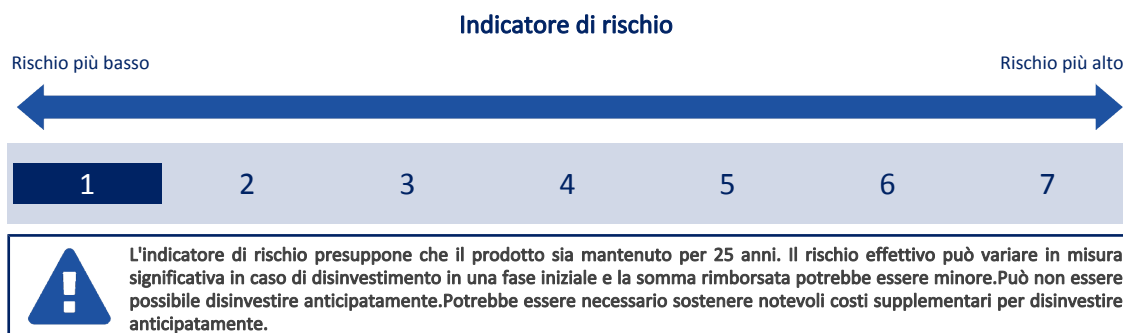 Indicatore di rischio
Rischio più basso
Rischio più alto
1 2 3 4 5 6 7
L'indicatore di rischio presuppone che il prodotto sia mantenuto per 25 anni. Il rischio effettivo può variare in misura
significativa in caso di disinvestimento in una fase iniziale e la somma rimborsata potrebbe essere minore.Può non essere
possibile disinvestire anticipatamente.Potrebbe essere necessario sostenere notevoli costi supplementari per disinvestire
anticipatamente.